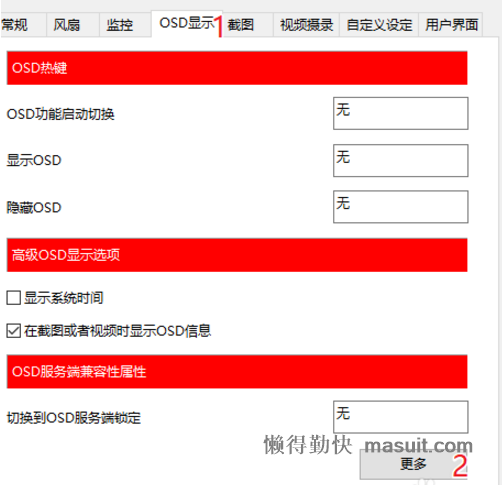 常规 风扇 监控 OSD显示 1 截图 视频摄录 自定义设定 用户界面
OSD热键
OSD功能启动切换 无
显示OSD 无
隐藏OSD 无
高级OSD显示选项
显示系统时间
在截图或者视频时显示OSD信息
OSD服务端兼容性属性
切换到OSD服务端锁定 无
懒得勤快 masuit.com
更多 2